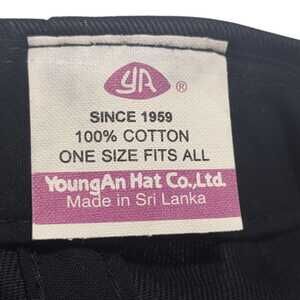 YA ®
SINCE 1959
100% COTTON
ONE SIZE FITS ALL
YoungAn Hat Co.,Ltd.
Made in Sri Lanka